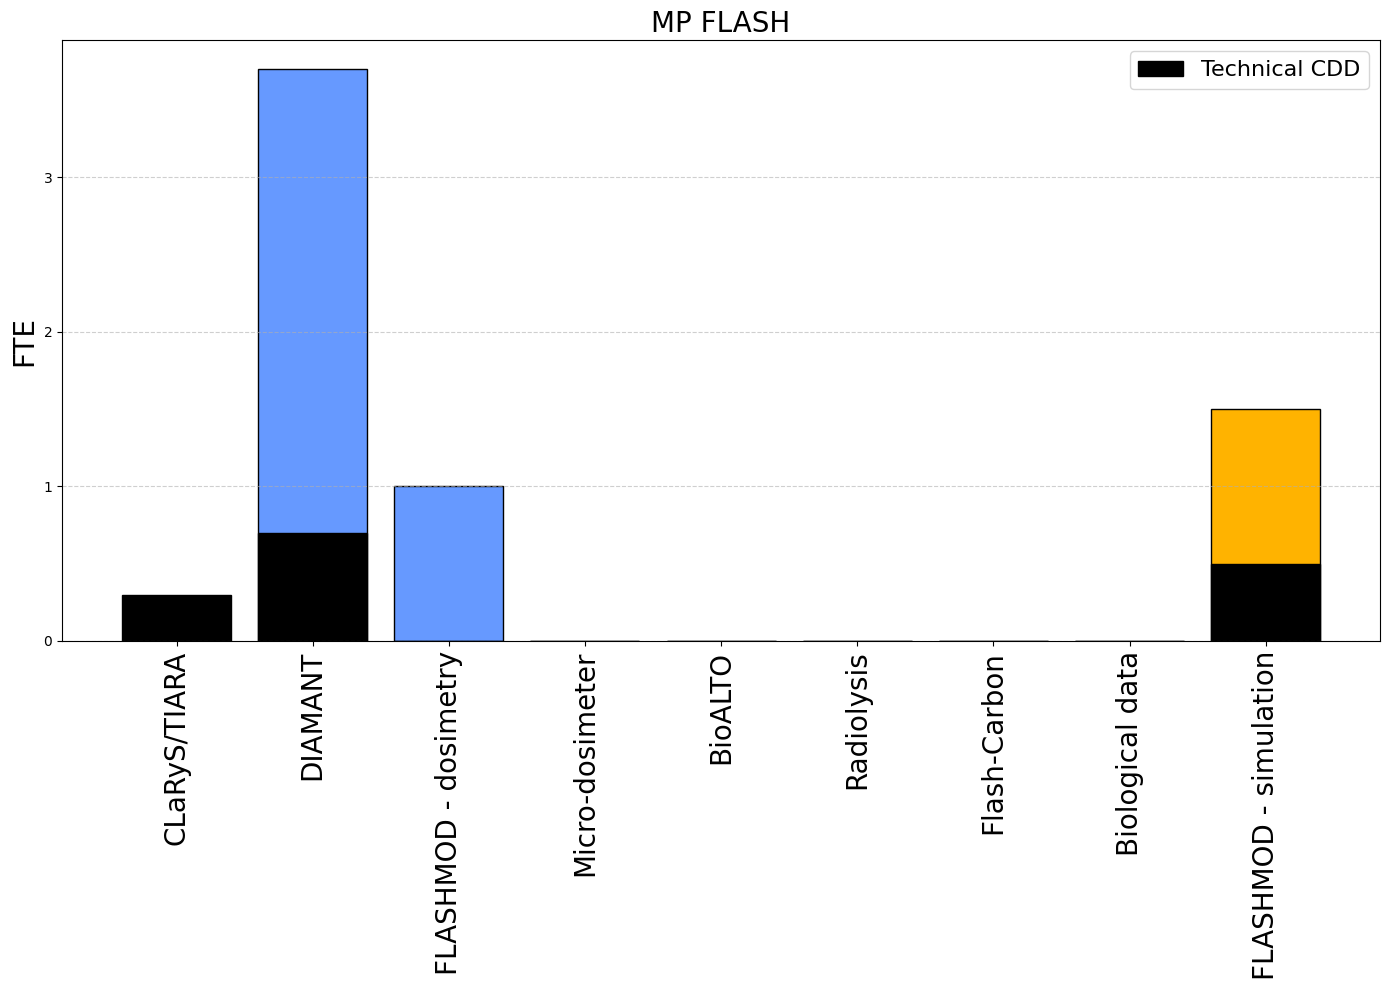 MP FLASH
Technical CDD
FTE
3
2
1
0
CLaRyS/TIARA
DIAMANT
FLASHMOD - dosimetry
Micro-dosimeter
BioALTO
Radiolysis
Flash-Carbon
Biological data
FLASHMOD - simulation